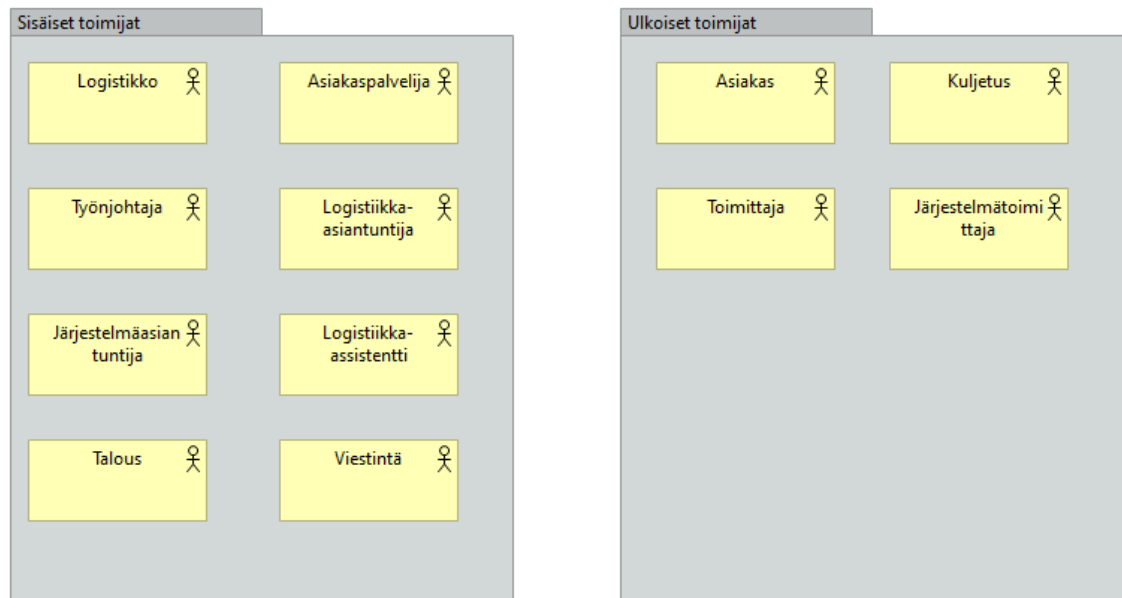 Sisäiset toimijat
Logistikko
Asiakaspalvelija
Työnjohtaja
Logistiikka-
asiantuntija
Järjestelmäasian
tuntija
Logistiikka-
assistentti
Talous
Viestintä
Ulkoiset toimijat
Asiakas
Kuljetus
Toimittaja
Järjestelmätoimi
ttaja